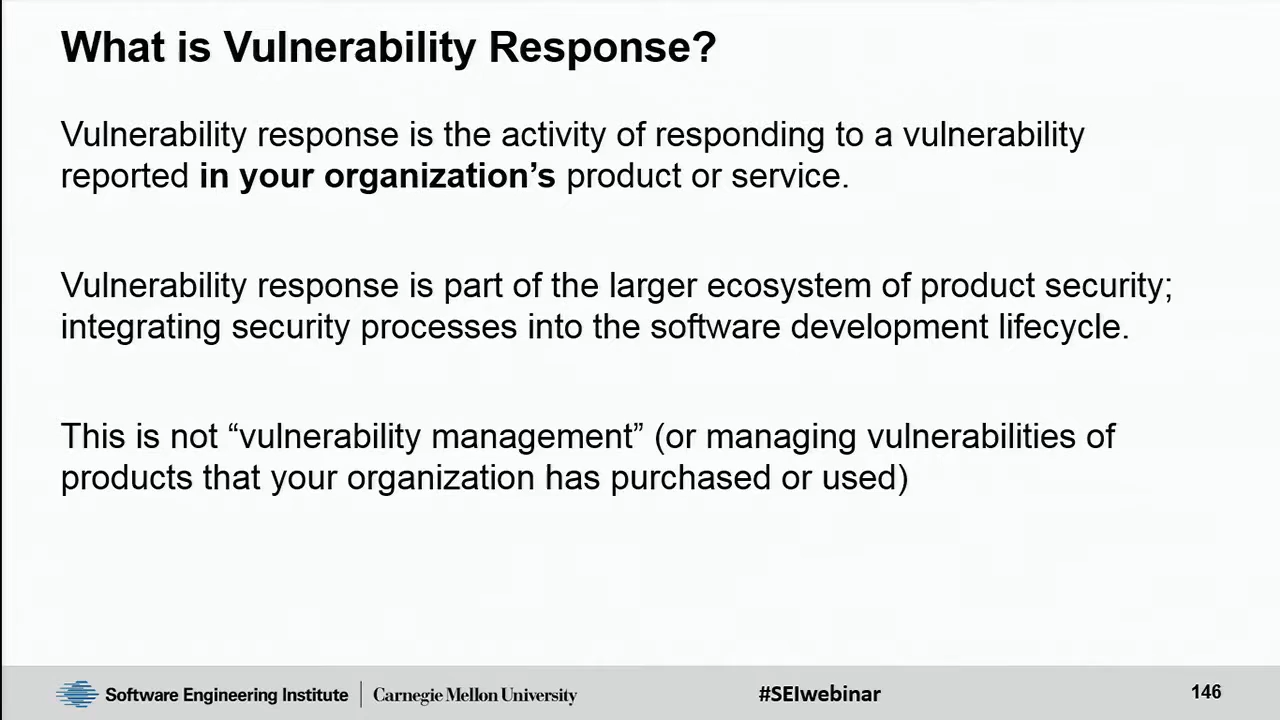 What is Vulnerability Response?
Vulnerability response is the activity of responding to a vulnerability
reported in your organization’s product or service.
Vulnerability response is part of the larger ecosystem of product security;
integrating security processes into the software development lifecycle.
This is not “vulnerability management” (or managing vulnerabilities of
products that your organization has purchased or used)
Software Engineering Institute | Carnegie Mellon University #SEIwebinar 146